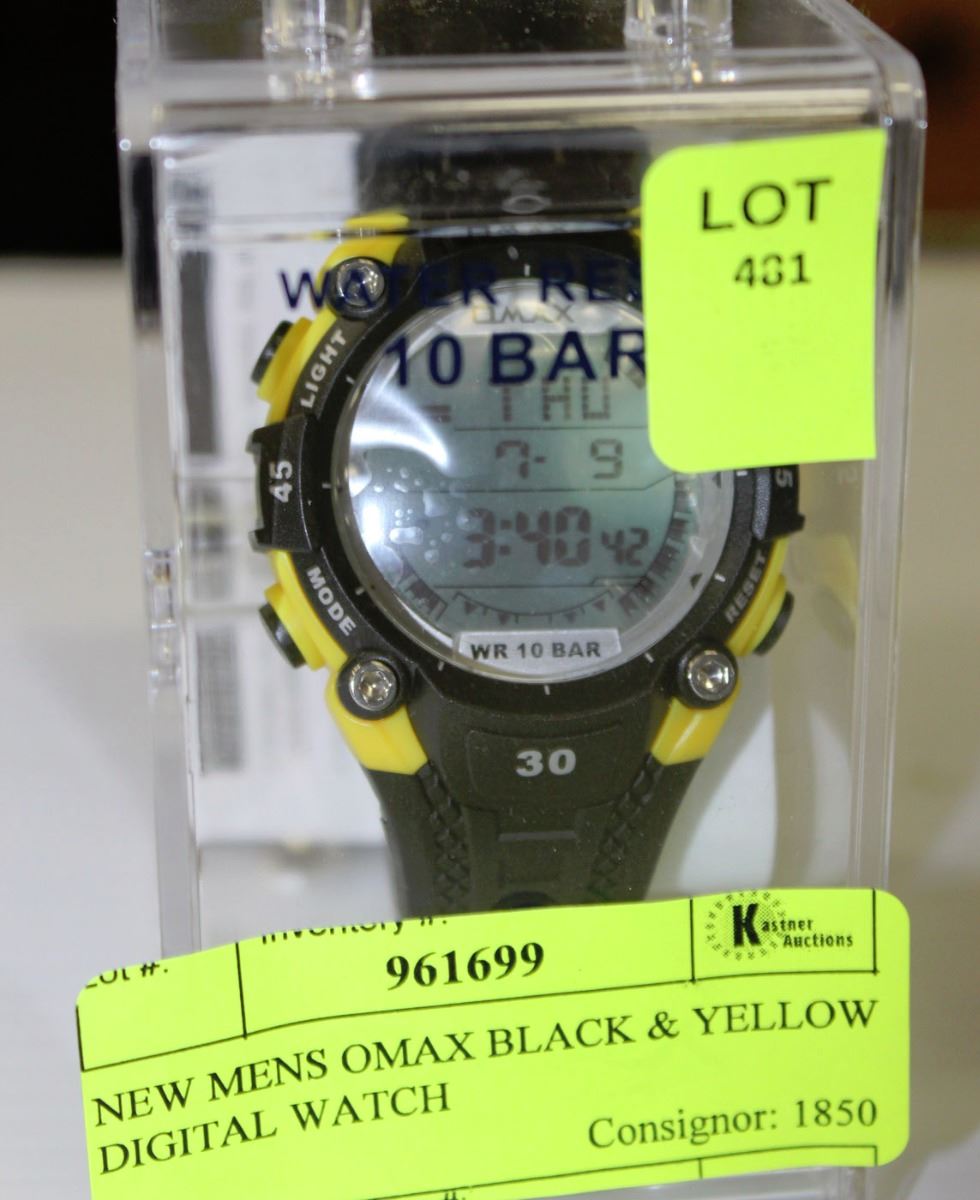 LOT
481
WATER RES
OMAX
10 BAR
LIGHT
THU
7- 9
45
3:40 42
MODE
RESET
WR 10 BAR
30
Lot #:
Inventory #:
961699
Kastner
Auctions
NEW MENS OMAX BLACK & YELLOW
DIGITAL WATCH
Consignor: 1850